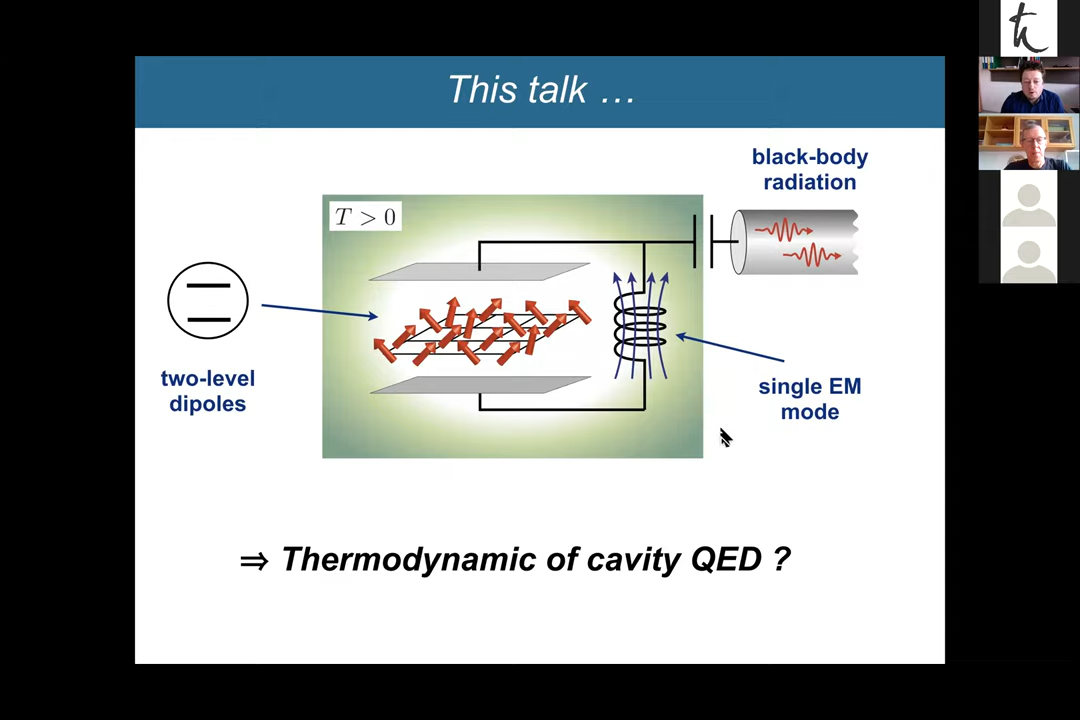 This talk …
black-body
radiation
T > 0
two-level
dipoles
single EM
mode
⇒ Thermodynamic of cavity QED ?